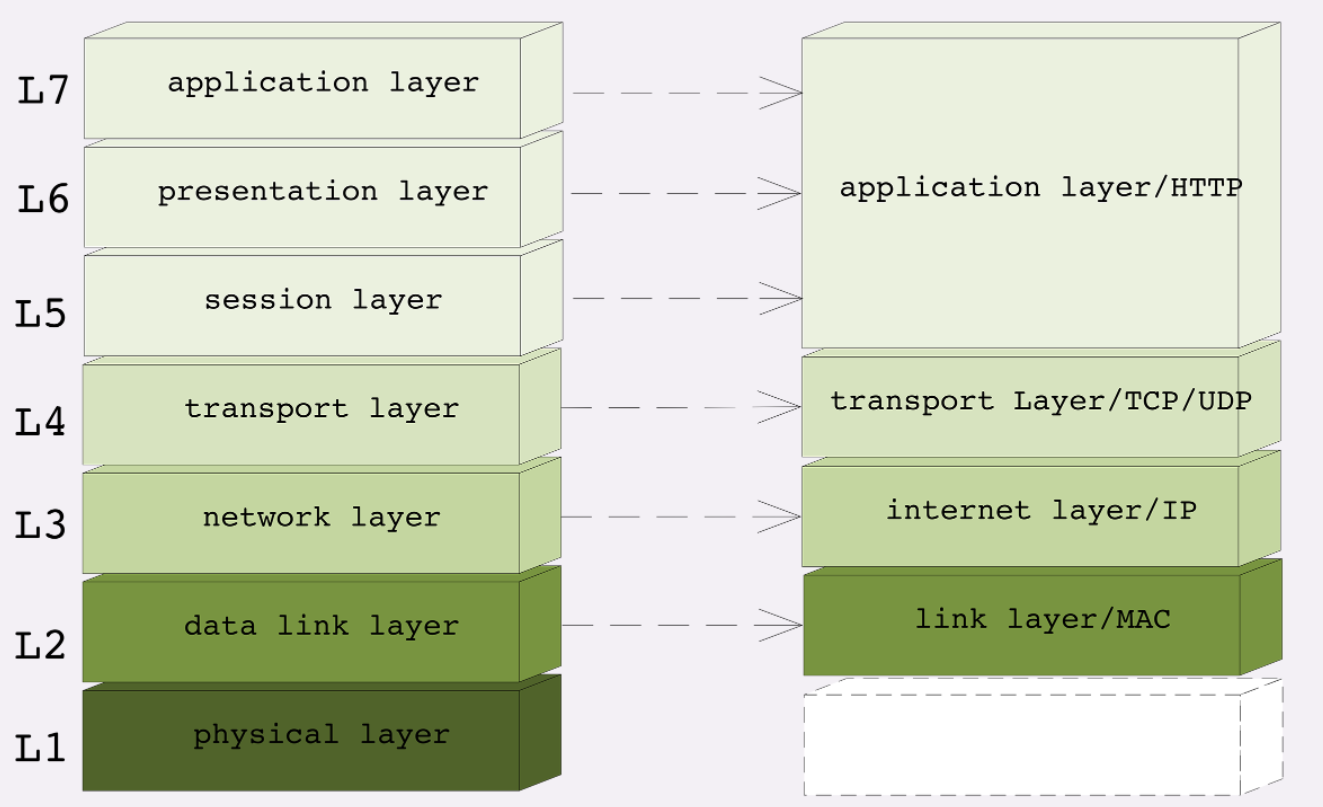 L7
application layer
L6
presentation layer
application layer/HTTP
L5
session layer
L4
transport layer
transport Layer/TCP/UDP
L3
network layer
internet layer/IP
L2
data link layer
link layer/MAC
L1
physical layer